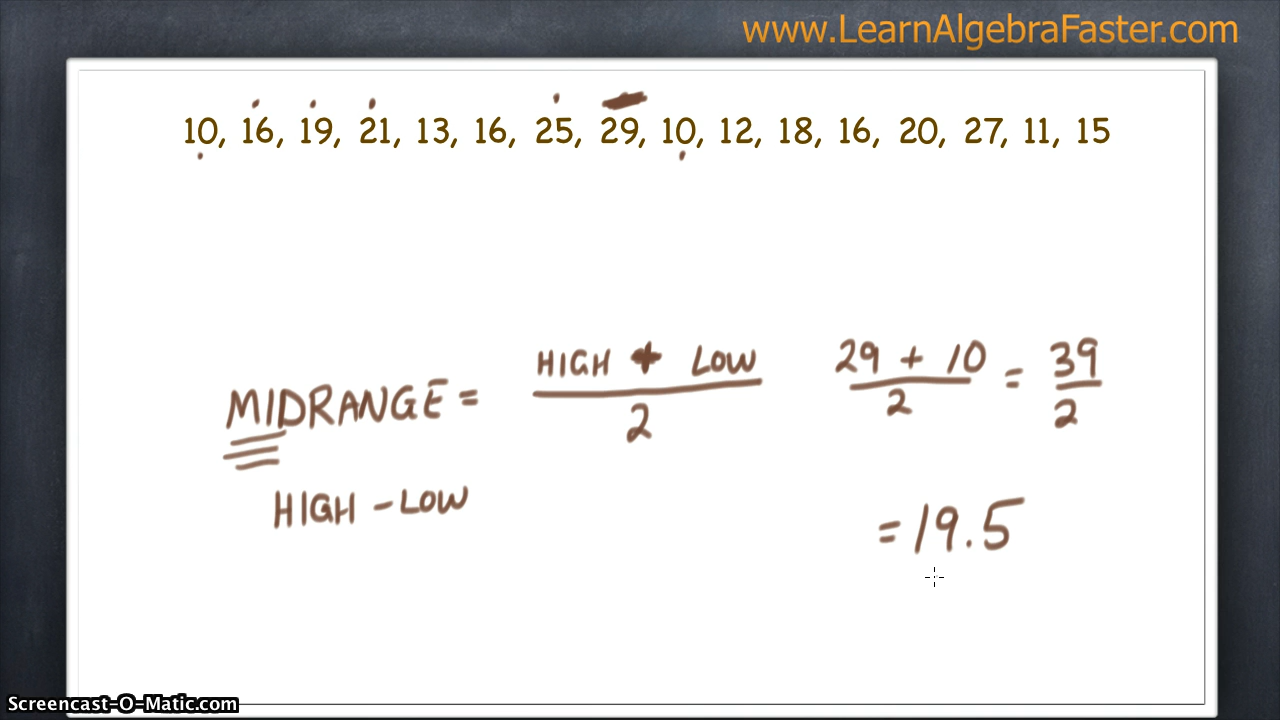 www.LearnAlgebraFaster.com
10, 16, 19, 21, 13, 16, 25, 29, 10, 12, 18, 16, 20, 27, 11, 15
MIDRANGE = HIGH + LOW / 2
29 + 10 / 2 = 39 / 2
HIGH - LOW
= 19.5
Screencast-O-Matic.com